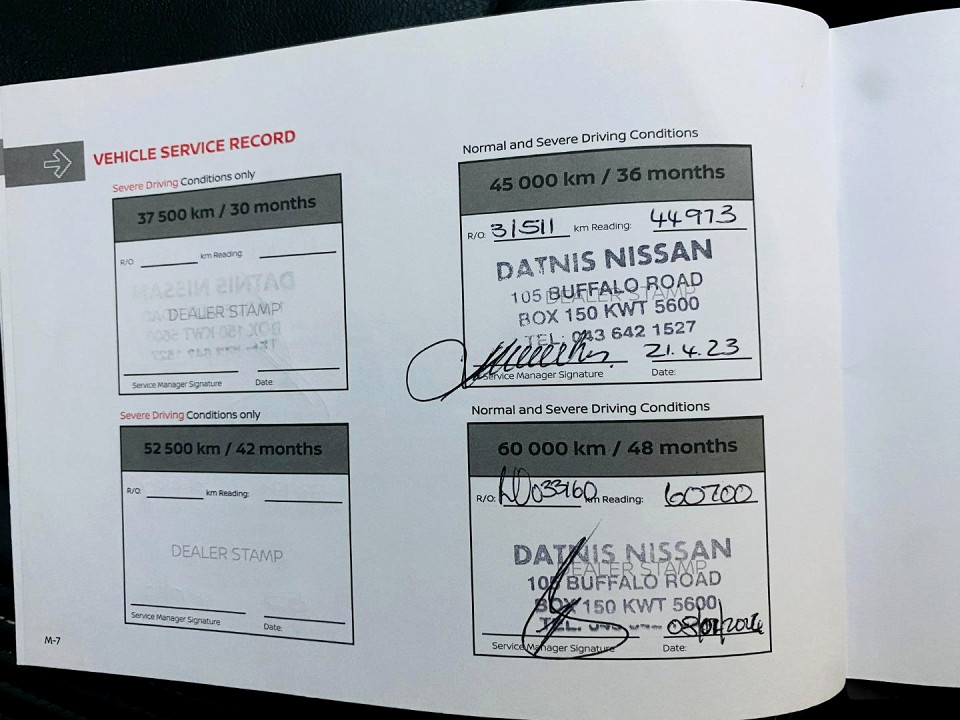 VEHICLE SERVICE RECORD
Severe Driving Conditions only
37 500 km / 30 months
R/O: km Reading:
DEALER STAMP
Service Manager Signature Date:
Severe Driving Conditions only
52 500 km / 42 months
R/O: km Reading:
DEALER STAMP
Service Manager Signature Date:
M-7
Normal and Severe Driving Conditions
45 000 km / 36 months
R/O: 31511 km Reading: 44973
DATNIS NISSAN
105 BUFFALO ROAD
DEALER STAMP
BOX 150 KWT 5600
TEL: 043 642 1527
21.4.23
Service Manager Signature Date:
Normal and Severe Driving Conditions
60 000 km / 48 months
R/O: km Reading: 60700
DATNIS NISSAN
DEALER STAMP
105 BUFFALO ROAD
BOX 150 KWT 5600
TEL:
Service Manager Signature Date: